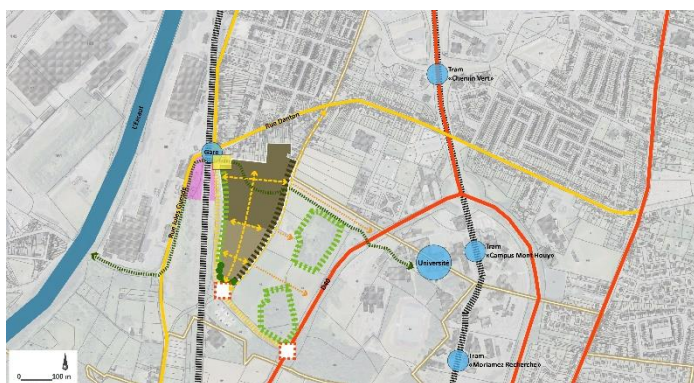 Tram
«Chemin Vert»
L'Escaut
Rue Danton
Gare
Rue Jules Guesde
Université
Tram
«Campus Mont Houy»
D40
Tram
«Moriamez Recherche»
0 100 m